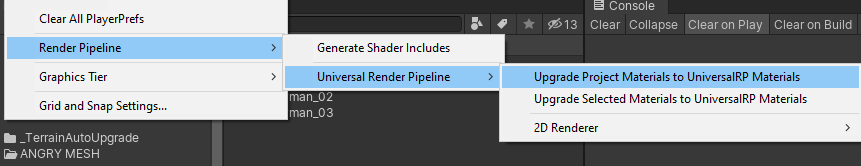 Clear All PlayerPrefs
Render Pipeline
Graphics Tier
Grid and Snap Settings...
_TerrainAutoUpgrade
ANGRY MESH
Generate Shader Includes
Universal Render Pipeline
man_02
man_03
13
Console
Clear Collapse Clear on Play Clear on Build
Upgrade Project Materials to UniversalRP Materials
Upgrade Selected Materials to UniversalRP Materials
2D Renderer